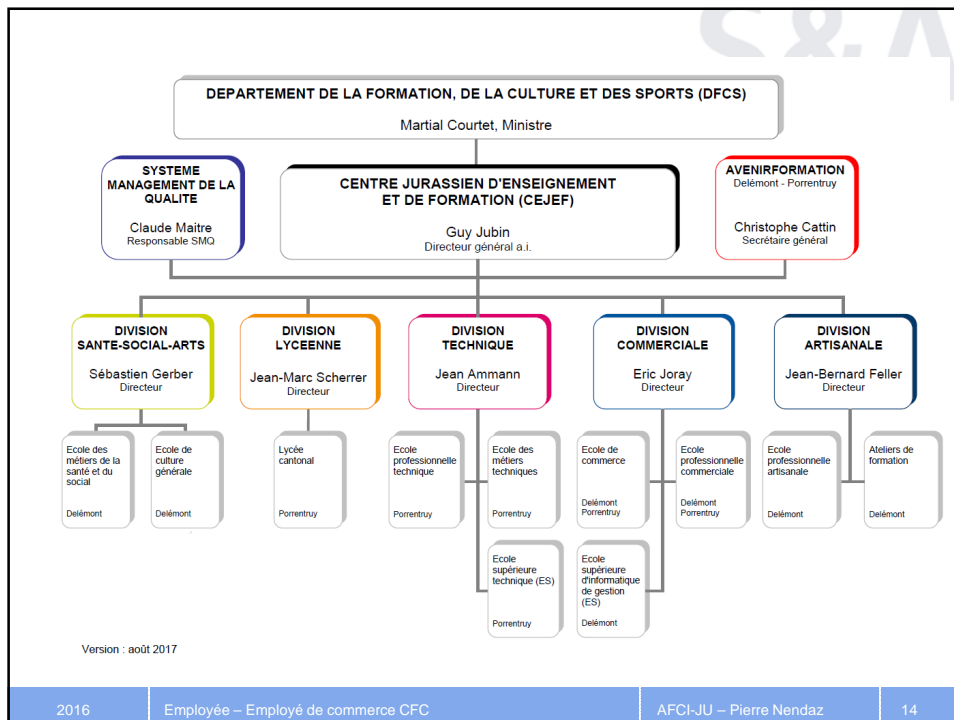 S&A
DEPARTEMENT DE LA FORMATION, DE LA CULTURE ET DES SPORTS (DFCS)
Martial Courtet, Ministre
SYSTEME
MANAGEMENT DE LA
QUALITE
Claude Maitre
Responsable SMQ
CENTRE JURASSIEN D'ENSEIGNEMENT
ET DE FORMATION (CEJEF)
Guy Jubin
Directeur général a.i.
AVENIRFORMATION
Delémont - Porrentruy
Christophe Cattin
Secrétaire général
DIVISION
SANTE-SOCIAL-ARTS
Sébastien Gerber
Directeur
DIVISION
LYCEENNE
Jean-Marc Scherrer
Directeur
DIVISION
TECHNIQUE
Jean Ammann
Directeur
DIVISION
COMMERCIALE
Eric Joray
Directeur
DIVISION
ARTISANALE
Jean-Bernard Feller
Directeur
Ecole des
métiers de la
santé et du
social
Delémont
Ecole de
culture
générale
Delémont
Lycée
cantonal
Porrentruy
Ecole
professionnelle
technique
Porrentruy
Ecole des
métiers
techniques
Porrentruy
Ecole de
commerce
Delémont
Porrentruy
Ecole
professionnelle
commerciale
Delémont
Porrentruy
Ecole
professionnelle
artisanale
Delémont
Ateliers de
formation
Delémont
Ecole
supérieure
technique (ES)
Porrentruy
Ecole
supérieure
d'informatique
de gestion
(ES)
Delémont
Version : août 2017
2016
Employée – Employé de commerce CFC
AFCI-JU – Pierre Nendaz
14